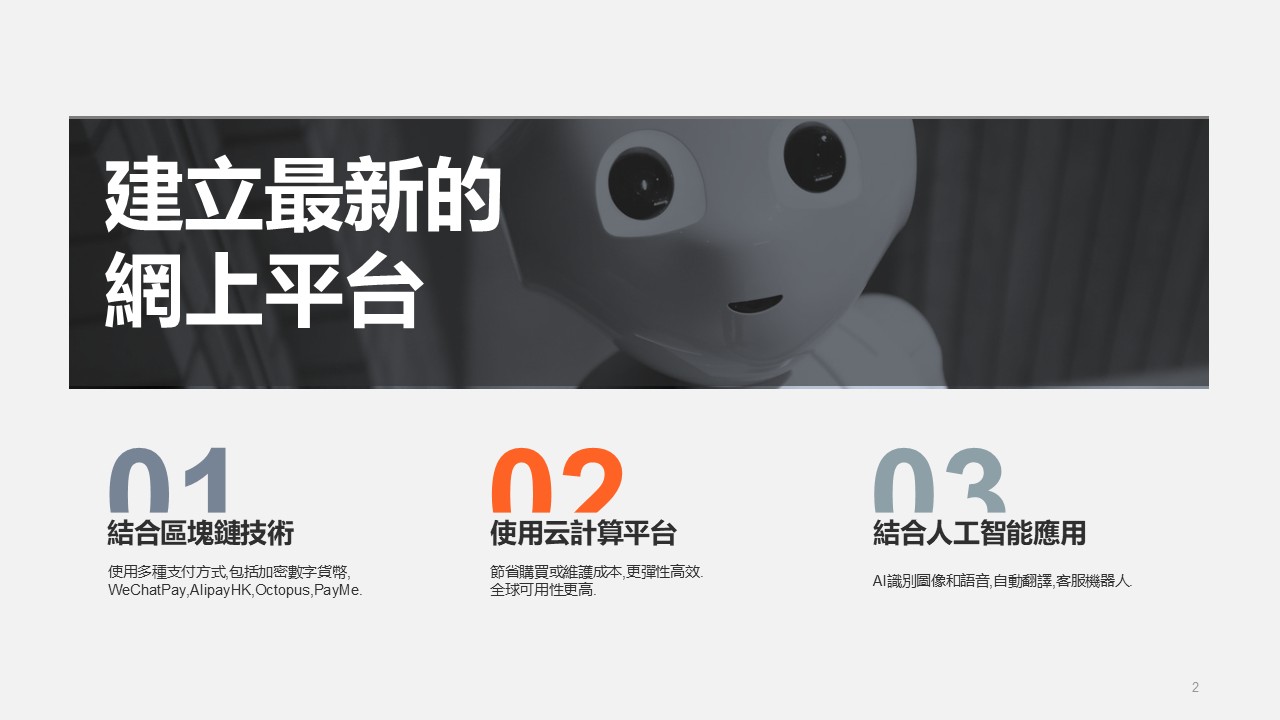 建立最新的
網上平台
01
結合區塊鏈技術
使用多種支付方式,包括加密數字貨幣,
WeChatPay,AlipayHK,Octopus,PayMe.
02
使用云計算平台
節省購買或維護成本,更彈性高效.
全球可用性更高.
03
結合人工智能應用
AI識別圖像和語音,自動翻譯,客服機器人.
2